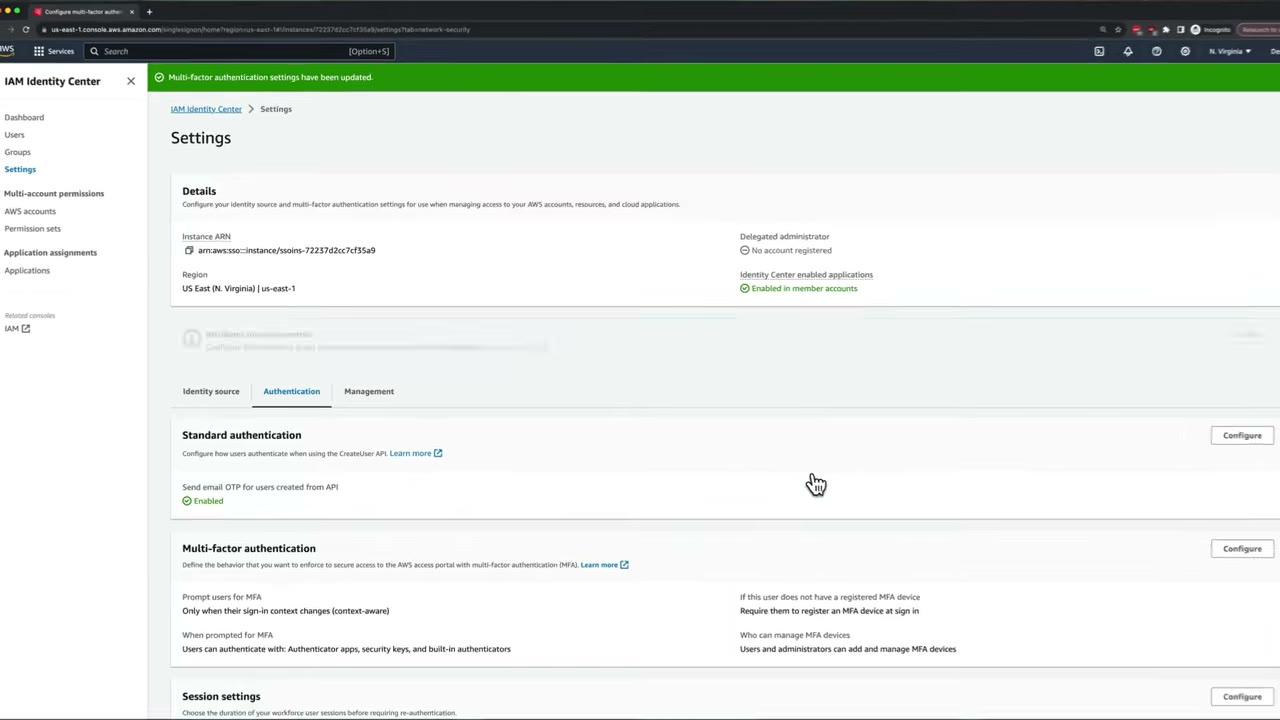 Configure multi-factor authent
us-east-1.console.aws.amazon.com/singlesignon/home?region=us-east-1#/instances/72237d2cc7cf35a9/settings?tab=network-security
Incognito
aws
Services
Search
[Option+S]
N. Virginia
IAM Identity Center
Multi-factor authentication settings have been updated.
IAM Identity Center
Settings
Dashboard
Users
Groups
Settings
Multi-account permissions
AWS accounts
Permission sets
Application assignments
Applications
Related consoles
IAM
Settings
Details
Configure your identity source and multi-factor authentication settings for use when managing access to your AWS accounts, resources, and cloud applications.
Instance ARN
arn:aws:sso:::instance/ssoins-72237d2cc7cf35a9
Region
US East (N. Virginia) | us-east-1
Delegated administrator
No account registered
Identity Center enabled applications
Enabled in member accounts
Identity source
Authentication
Management
Standard authentication
Configure
Configure how users authenticate when using the CreateUser API. Learn more
Send email OTP for users created from API
Enabled
Multi-factor authentication
Configure
Define the behavior that you want to enforce to secure access to the AWS access portal with multi-factor authentication (MFA). Learn more
Prompt users for MFA
Only when their sign-in context changes (context-aware)
When prompted for MFA
Users can authenticate with: Authenticator apps, security keys, and built-in authenticators
If this user does not have a registered MFA device
Require them to register an MFA device at sign in
Who can manage MFA devices
Users and administrators can add and manage MFA devices
Session settings
Configure
Choose the duration of your workforce user sessions before requiring re-authentication.